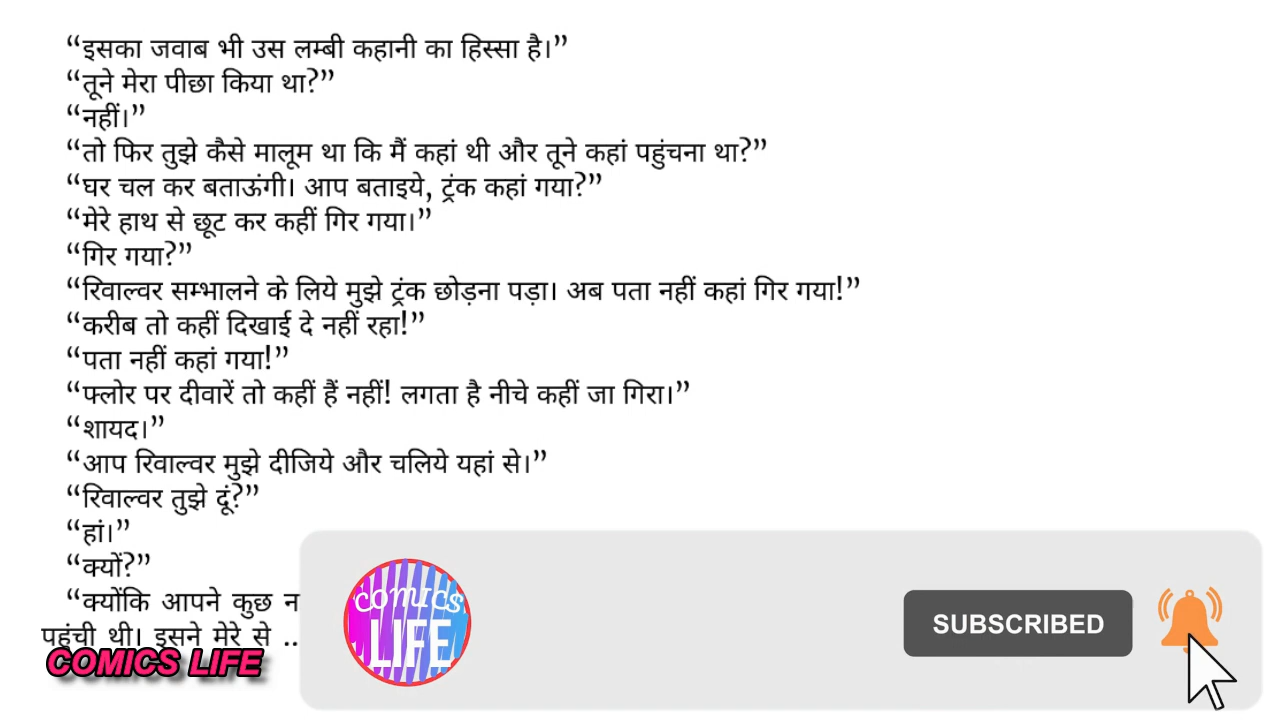 “इसका जवाब भी उस लम्बी कहानी का हिस्सा है।”
“तूने मेरा पीछा किया था?”
“नहीं।”
“तो फिर तुझे कैसे मालूम था कि मैं कहां थी और तूने कहां पहुंचना था?”
“घर चल कर बताऊंगी। आप बताइये, ट्रंक कहां गया?”
“मेरे हाथ से छूट कर कहीं गिर गया।”
“गिर गया?”
“रिवाल्वर सम्भालने के लिये मुझे ट्रंक छोड़ना पड़ा। अब पता नहीं कहां गिर गया!”
“करीब तो कहीं दिखाई दे नहीं रहा!”
“पता नहीं कहां गया!”
“फ्लोर पर दीवारें तो कहीं हैं नहीं! लगता है नीचे कहीं जा गिरा।”
“शायद।”
“आप रिवाल्वर मुझे दीजिये और चलिये यहां से।”
“रिवाल्वर तुझे दूं?”
“हां।”
“क्यों?”
“क्योंकि आपने कुछ न
पहुंची थी। इसने मेरे से ..
COMICS LIFE
comics
LIFE
SUBSCRIBED